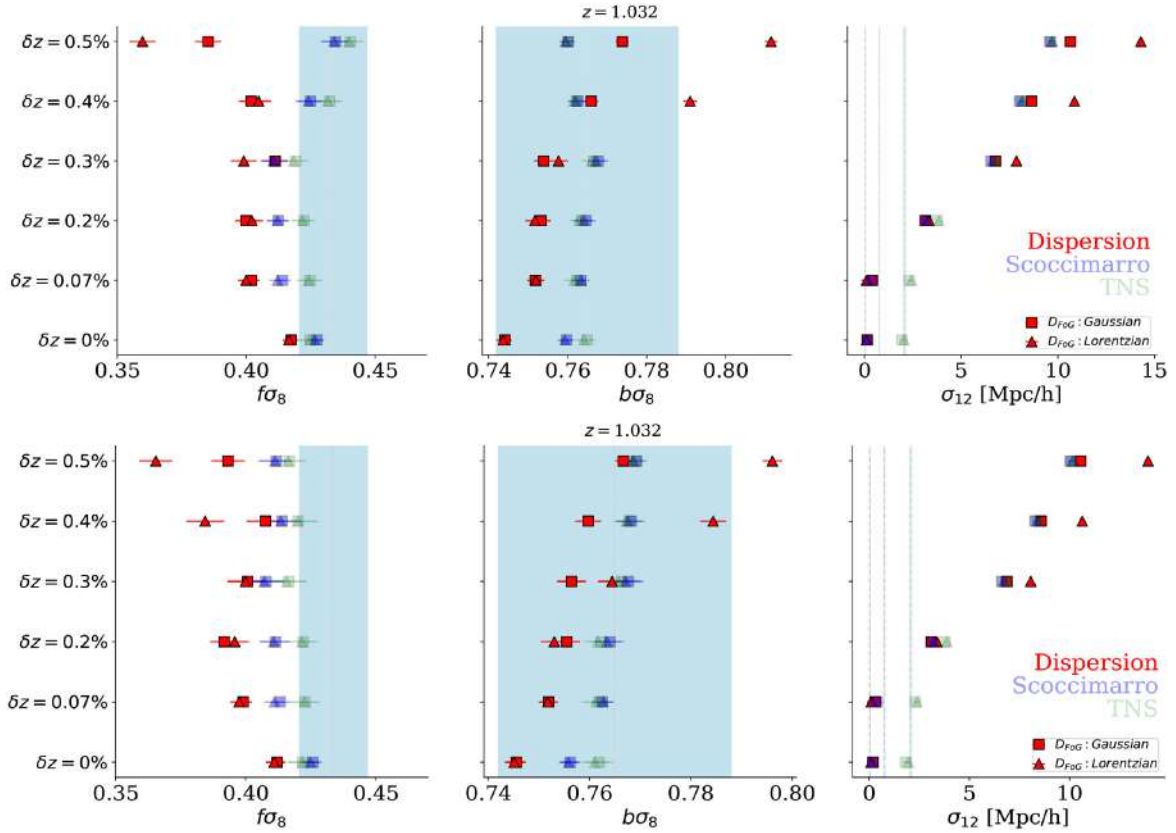 z = 1.032
δz = 0.5%
δz = 0.4%
δz = 0.3%
δz = 0.2%
δz = 0.07%
δz = 0%
Dispersion
Scoccimarro
TNS
D_FoG : Gaussian
D_FoG : Lorentzian
0.35 0.40 0.45
0.74 0.76 0.78 0.80
0 5 10 15
fσ8
bσ8
σ12 [Mpc/h]
z = 1.032
δz = 0.5%
δz = 0.4%
δz = 0.3%
δz = 0.2%
δz = 0.07%
δz = 0%
Dispersion
Scoccimarro
TNS
D_FoG : Gaussian
D_FoG : Lorentzian
0.35 0.40 0.45
0.74 0.76 0.78 0.80
0 5 10
fσ8
bσ8
σ12 [Mpc/h]